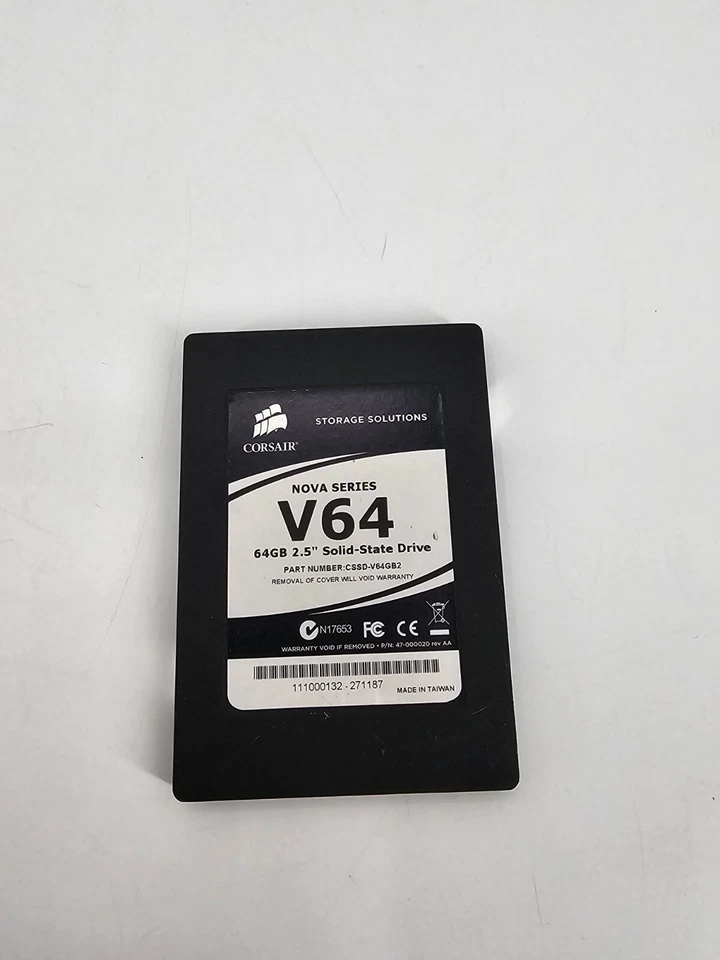 CORSAIR
STORAGE SOLUTIONS
NOVA SERIES
V64
64GB 2.5" Solid-State Drive
PART NUMBER:CSSD-V64GB2
REMOVAL OF COVER WILL VOID WARRANTY
N17653 FC CE
WARRANTY VOID IF REMOVED • P/N: 47-000020 rev AA
111000132 - 271187
MADE IN TAIWAN